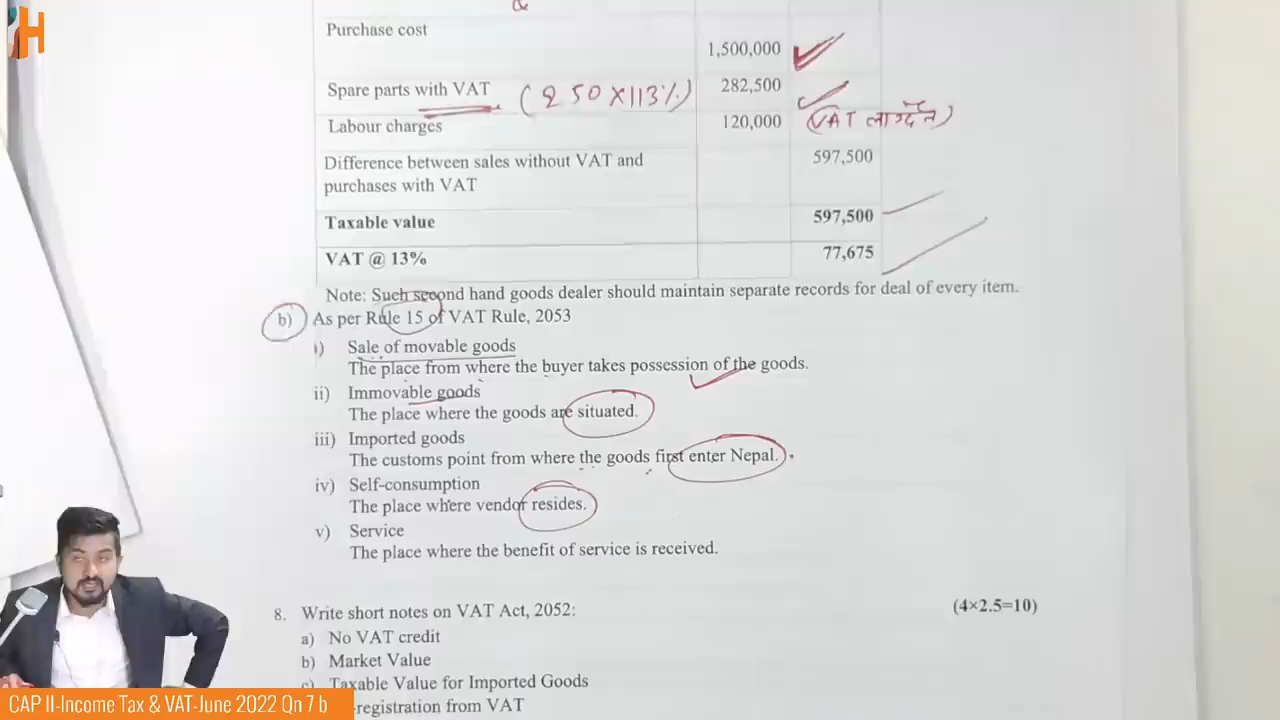 H
Purchase cost
1,500,000
Spare parts with VAT (250 X113%) 282,500
Labour charges 120,000 (VAT लाग्दैन)
Difference between sales without VAT and 597,500
purchases with VAT
Taxable value 597,500
VAT @ 13% 77,675
Note: Such second hand goods dealer should maintain separate records for deal of every item.
b) As per Rule 15 of VAT Rule, 2053
i) Sale of movable goods
The place from where the buyer takes possession of the goods.
ii) Immovable goods
The place where the goods are situated.
iii) Imported goods
The customs point from where the goods first enter Nepal.
iv) Self-consumption
The place where vendor resides.
v) Service
The place where the benefit of service is received.
8. Write short notes on VAT Act, 2052: (4×2.5=10)
a) No VAT credit
b) Market Value
c) Taxable Value for Imported Goods
-registration from VAT
CAP II-Income Tax & VAT-June 2022 Qn 7 b